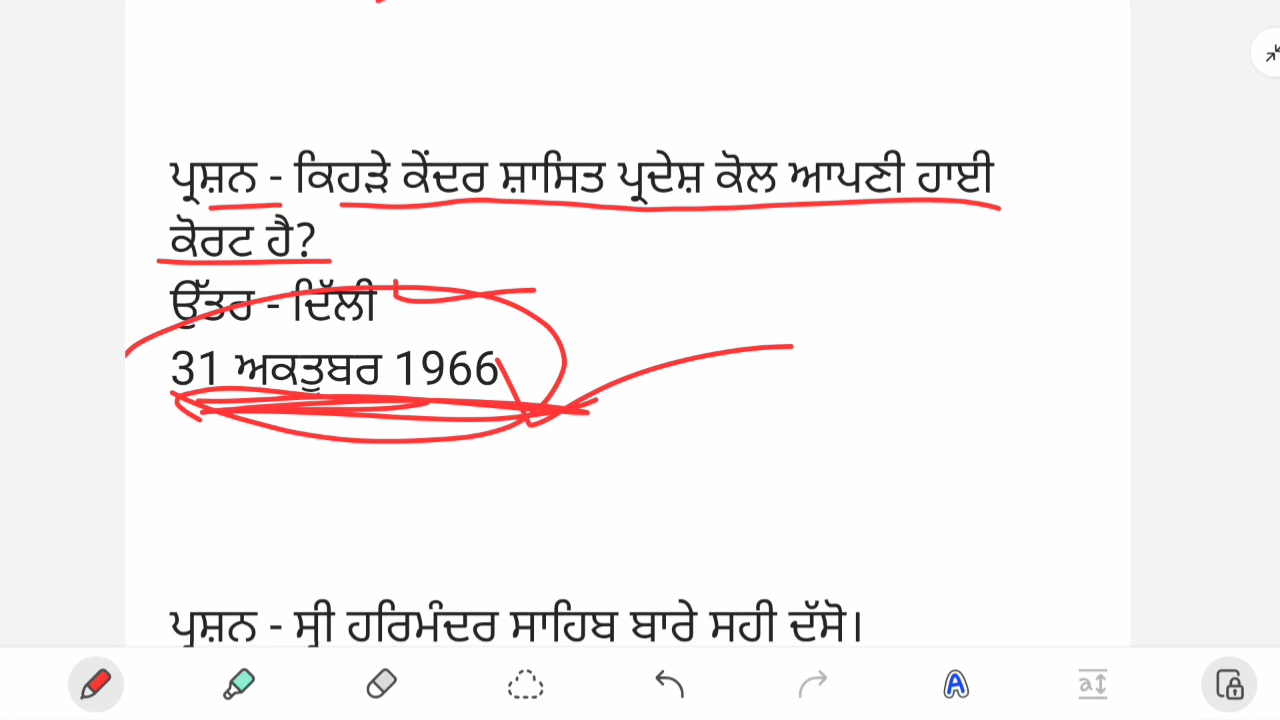 ਪ੍ਰਸ਼ਨ - ਕਿਹੜੇ ਕੇਂਦਰ ਸ਼ਾਸਿਤ ਪ੍ਰਦੇਸ਼ ਕੋਲ ਆਪਣੀ ਹਾਈ
ਕੋਰਟ ਹੈ?
ਉੱਤਰ - ਦਿੱਲੀ
31 ਅਕਤੂਬਰ 1966
ਪ੍ਰਸ਼ਨ - ਸ੍ਰੀ ਹਰਿਮੰਦਰ ਸਾਹਿਬ ਬਾਰੇ ਸਹੀ ਦੱਸੋ।
A a